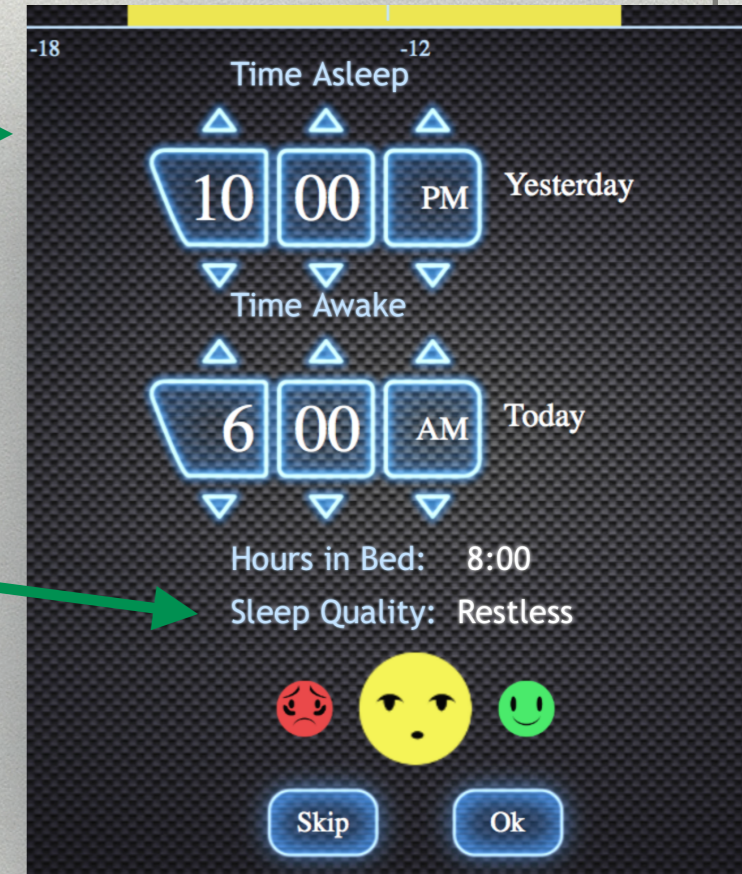 -18 -12
Time Asleep
10 00 PM Yesterday
Time Awake
6 00 AM Today
Hours in Bed: 8:00
Sleep Quality: Restless
Skip Ok